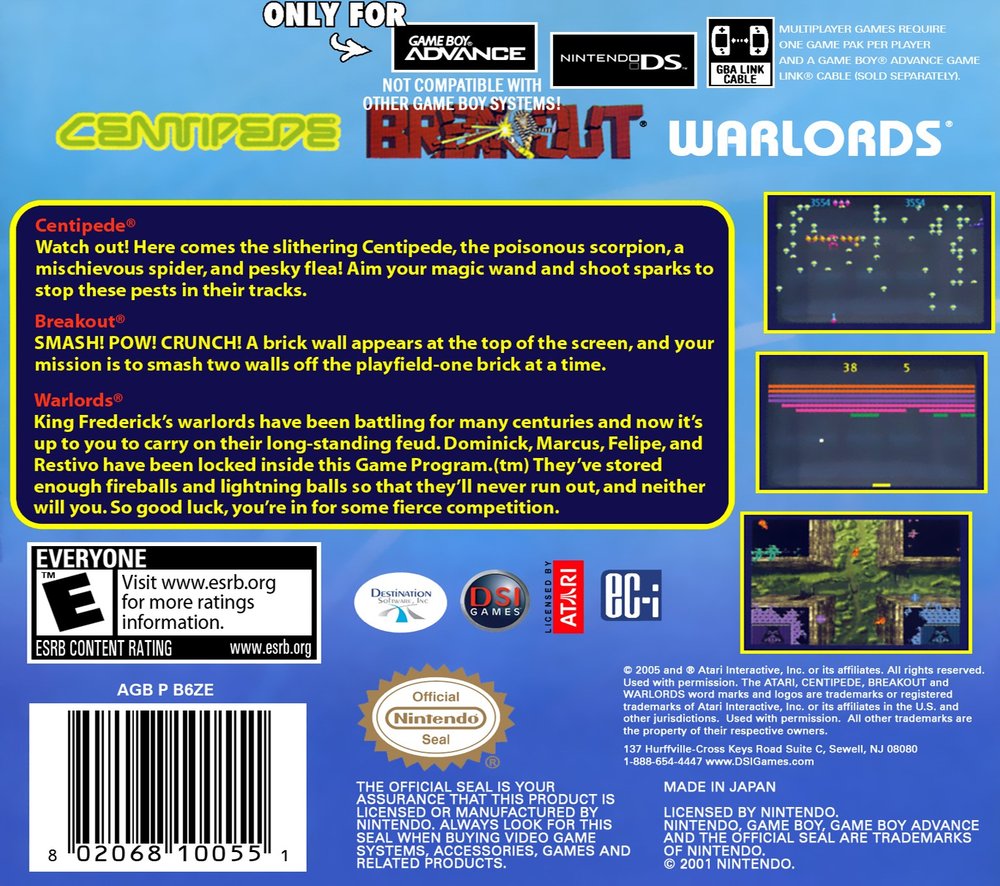 ONLY FOR
GAME BOY®
ADVANCE
NINTENDO DS™
GBA LINK
CABLE
MULTIPLAYER GAMES REQUIRE
ONE GAME PAK PER PLAYER
AND A GAME BOY® ADVANCE GAME
LINK® CABLE (SOLD SEPARATELY).
NOT COMPATIBLE WITH
OTHER GAME BOY SYSTEMS!
CENTIPEDE
BREAKOUT®
WARLORDS®
Centipede®
Watch out! Here comes the slithering Centipede, the poisonous scorpion, a
mischievous spider, and pesky flea! Aim your magic wand and shoot sparks to
stop these pests in their tracks.
Breakout®
SMASH! POW! CRUNCH! A brick wall appears at the top of the screen, and your
mission is to smash two walls off the playfield-one brick at a time.
Warlords®
King Frederick's warlords have been battling for many centuries and now it's
up to you to carry on their long-standing feud. Dominick, Marcus, Felipe, and
Restivo have been locked inside this Game Program.(tm) They've stored
enough fireballs and lightning balls so that they'll never run out, and neither
will you. So good luck, you're in for some fierce competition.
3554 3554
38 5
EVERYONE
TM
E
Visit www.esrb.org
for more ratings
information.
ESRB CONTENT RATING www.esrb.org
DESTINATION
SOFTWARE, INC
DSI
GAMES
LICENSED BY
ATARI
ec-i
AGB P B6ZE
8 02068 10055 1
Official
Nintendo
Seal
®
THE OFFICIAL SEAL IS YOUR
ASSURANCE THAT THIS PRODUCT IS
LICENSED OR MANUFACTURED BY
NINTENDO. ALWAYS LOOK FOR THIS
SEAL WHEN BUYING VIDEO GAME
SYSTEMS, ACCESSORIES, GAMES AND
RELATED PRODUCTS.
© 2005 and ® Atari Interactive, Inc. or its affiliates. All rights reserved.
Used with permission. The ATARI, CENTIPEDE, BREAKOUT and
WARLORDS word marks and logos are trademarks or registered
trademarks of Atari Interactive, Inc. or its affiliates in the U.S. and
other jurisdictions. Used with permission. All other trademarks are
the property of their respective owners.
137 Hurffville-Cross Keys Road Suite C, Sewell, NJ 08080
1-888-654-4447 www.DSIGames.com
MADE IN JAPAN
LICENSED BY NINTENDO.
NINTENDO, GAME BOY, GAME BOY ADVANCE
AND THE OFFICIAL SEAL ARE TRADEMARKS
OF NINTENDO.
© 2001 NINTENDO.